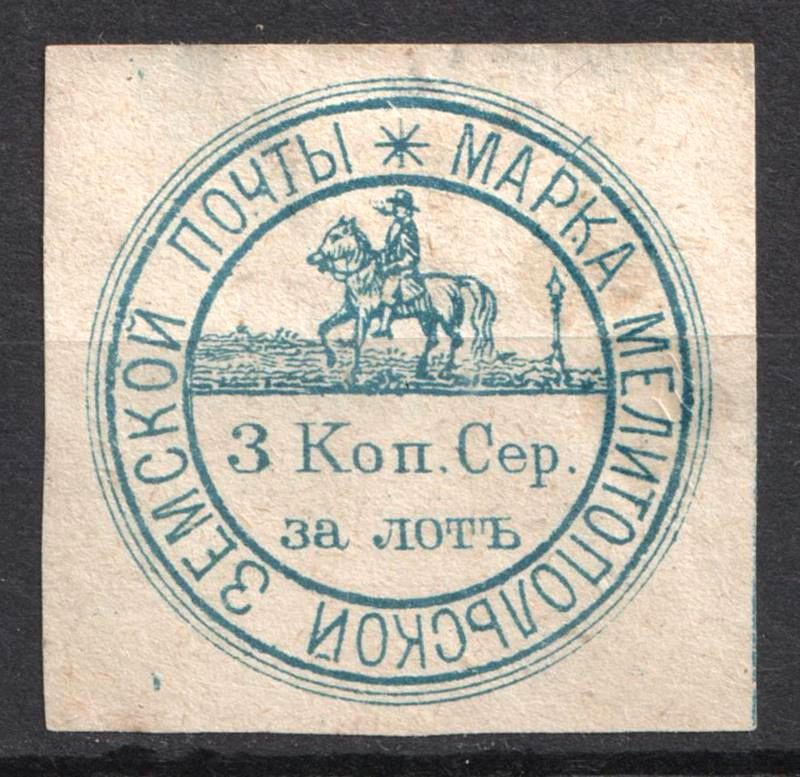 * МАРКА МЕЛИТОПОЛЬСКОЙ ЗЕМСКОЙ ПОЧТЫ
3 Коп. Сер.
за лотъ